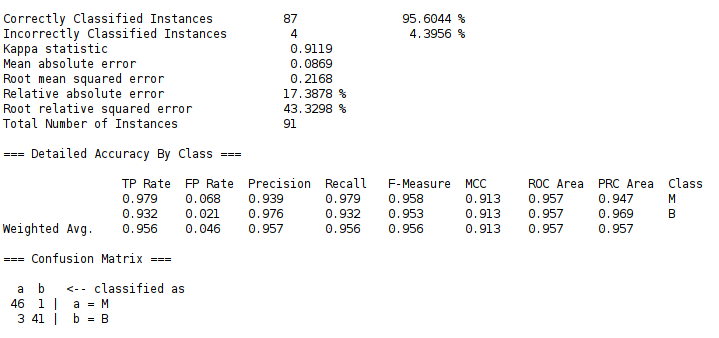 Correctly Classified Instances          87               95.6044 %
Incorrectly Classified Instances         4                4.3956 %
Kappa statistic                          0.9119
Mean absolute error                      0.0869
Root mean squared error                  0.2168
Relative absolute error                 17.3878 %
Root relative squared error             43.3298 %
Total Number of Instances               91

=== Detailed Accuracy By Class ===

                 TP Rate  FP Rate  Precision  Recall   F-Measure  MCC      ROC Area  PRC Area  Class
                 0.979    0.068    0.939      0.979    0.958      0.913    0.957     0.947     M
                 0.932    0.021    0.976      0.932    0.953      0.913    0.957     0.969     B
Weighted Avg.    0.956    0.046    0.957      0.956    0.956      0.913    0.957     0.957

=== Confusion Matrix ===

  a  b   <-- classified as
 46  1 |  a = M
  3 41 |  b = B